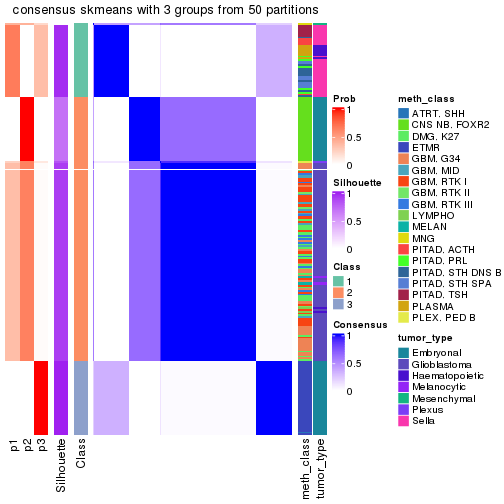 consensus skmeans with 3 groups from 50 partitions
p1
p2
p3
Silhouette
Class
meth_class
tumor_type
Prob
1
0.5
0
Silhouette
1
0.5
0
Class
1
2
3
Consensus
1
0.5
0
meth_class
ATRT. SHH
CNS NB. FOXR2
DMG. K27
ETMR
GBM. G34
GBM. MID
GBM. RTK I
GBM. RTK II
GBM. RTK III
LYMPHO
MELAN
MNG
PITAD. ACTH
PITAD. PRL
PITAD. STH DNS B
PITAD. STH SPA
PITAD. TSH
PLASMA
PLEX. PED B
tumor_type
Embryonal
Glioblastoma
Haematopoietic
Melanocytic
Mesenchymal
Plexus
Sella